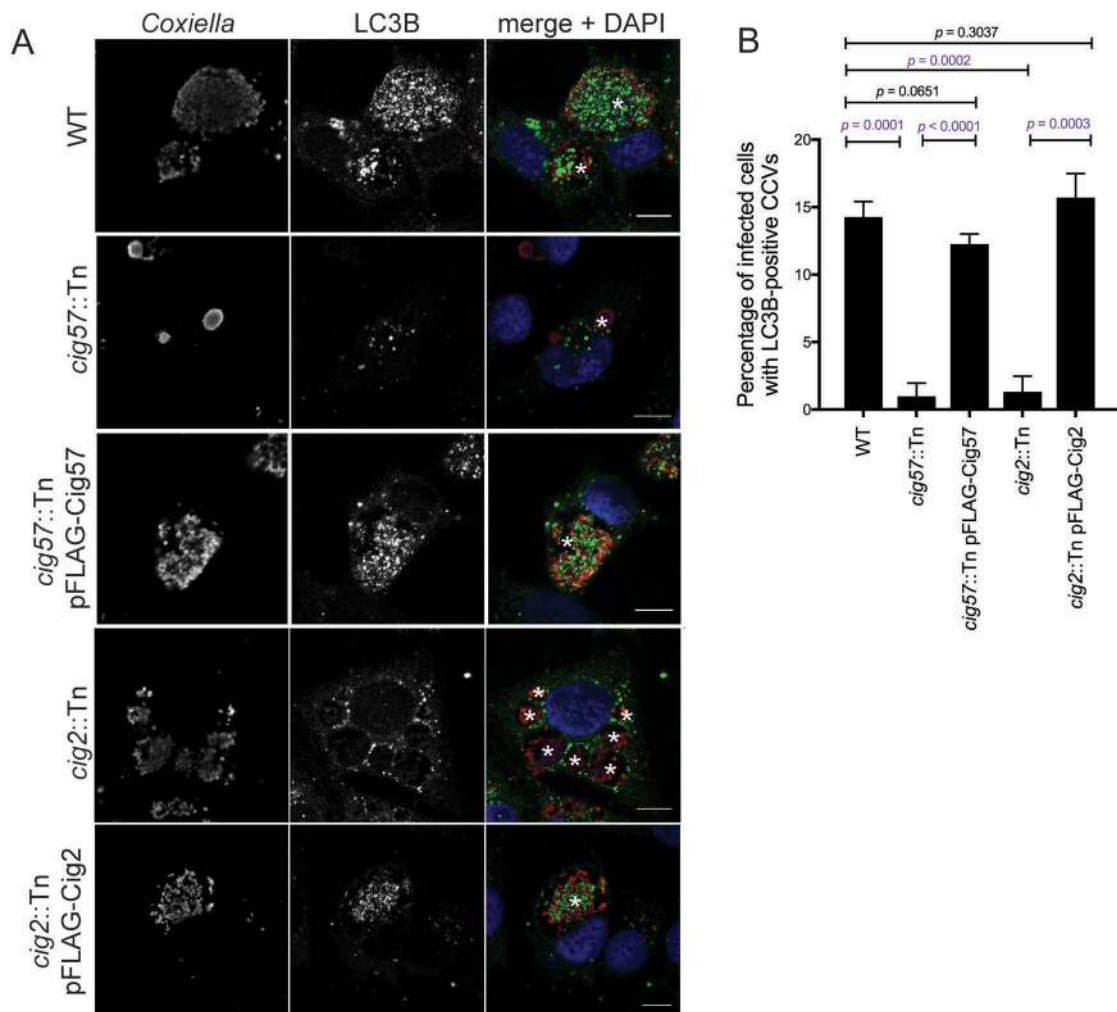 A
Coxiella
LC3B
merge + DAPI
WT
cig57::Tn
cig57::Tn
pFLAG-Cig57
cig2::Tn
cig2::Tn
pFLAG-Cig2
*
*
*
*
*
*
*
*
*
*
*
*
B
p = 0.3037
p = 0.0002
p = 0.0651
p = 0.0001
p < 0.0001
p = 0.0003
Percentage of infected cells
with LC3B-positive CCVs
20
15
10
5
0
WT
cig57::Tn
cig57::Tn pFLAG-Cig57
cig2::Tn
cig2::Tn pFLAG-Cig2